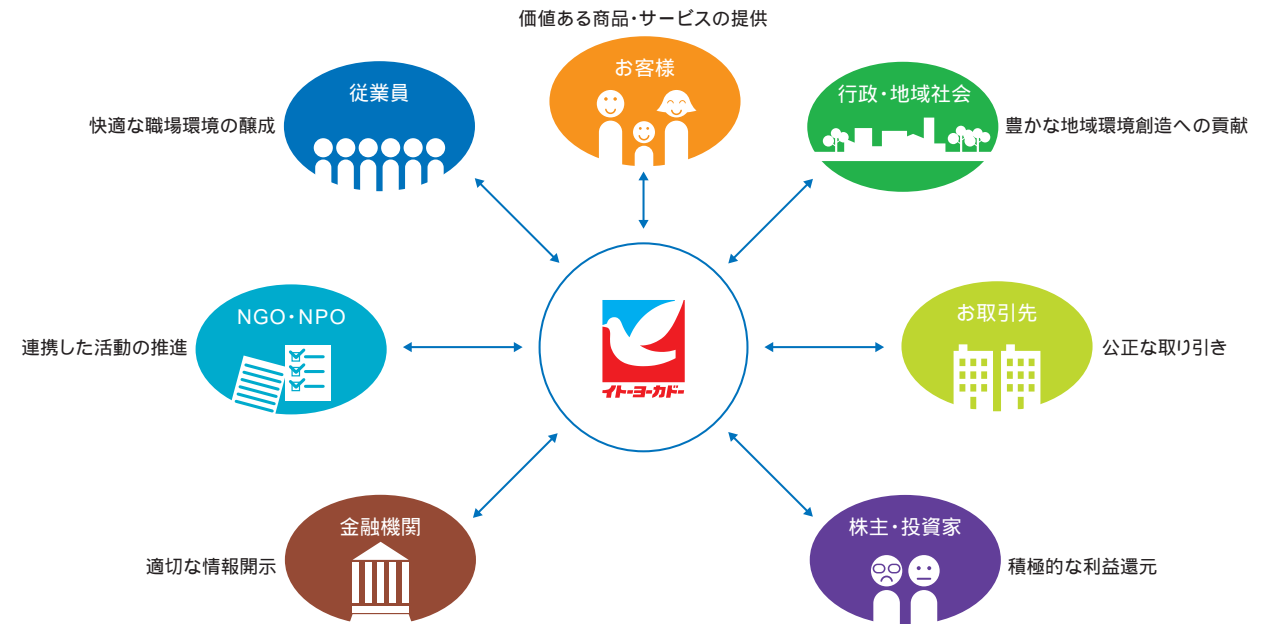 価値ある商品・サービスの提供
お客様
従業員
快適な職場環境の醸成
行政・地域社会
豊かな地域環境創造への貢献
NGO・NPO
連携した活動の推進
イトーヨーカドー
お取引先
公正な取り引き
金融機関
適切な情報開示
株主・投資家
積極的な利益還元